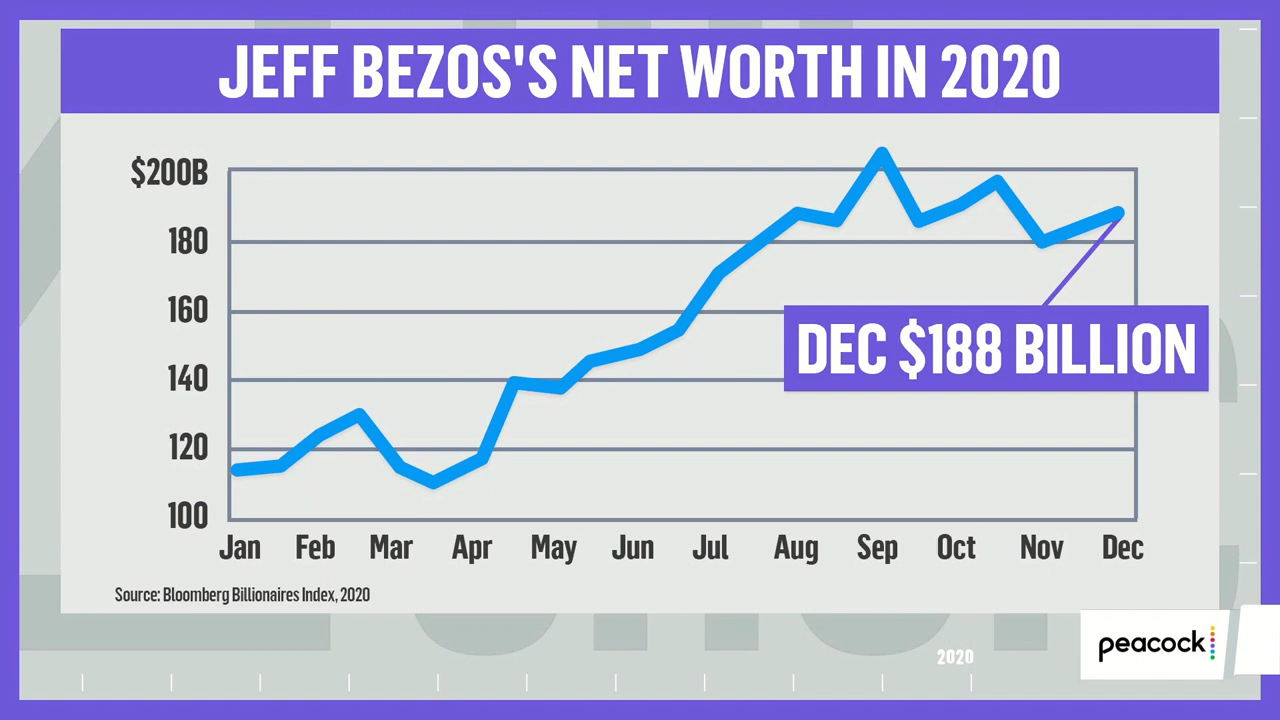 JEFF BEZOS'S NET WORTH IN 2020
$200B
180
160
140
120
100
DEC $188 BILLION
Jan Feb Mar Apr May Jun Jul Aug Sep Oct Nov Dec
Source: Bloomberg Billionaires Index, 2020
2020
peacock